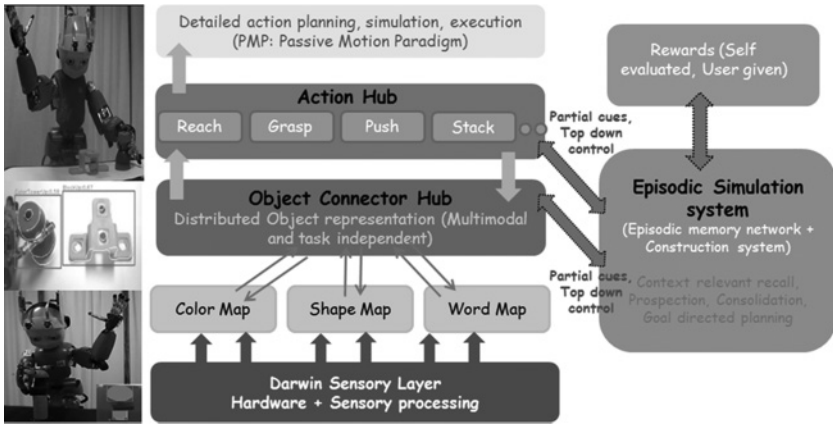 Detailed action planning, simulation, execution
(PMP: Passive Motion Paradigm)
Action Hub
Reach
Grasp
Push
Stack
Object Connector Hub
Distributed Object representation (Multimodal
and task independent)
Color Map
Shape Map
Word Map
Darwin Sensory Layer
Hardware + Sensory processing
Partial cues,
Top down
control
Partial cues,
Top down
control
Rewards (Self
evaluated, User
given)
Episodic Simulation
system
(Episodic memory network +
Construction system)
Context relevant recall,
Prospection, Consolidation,
Goal directed planning